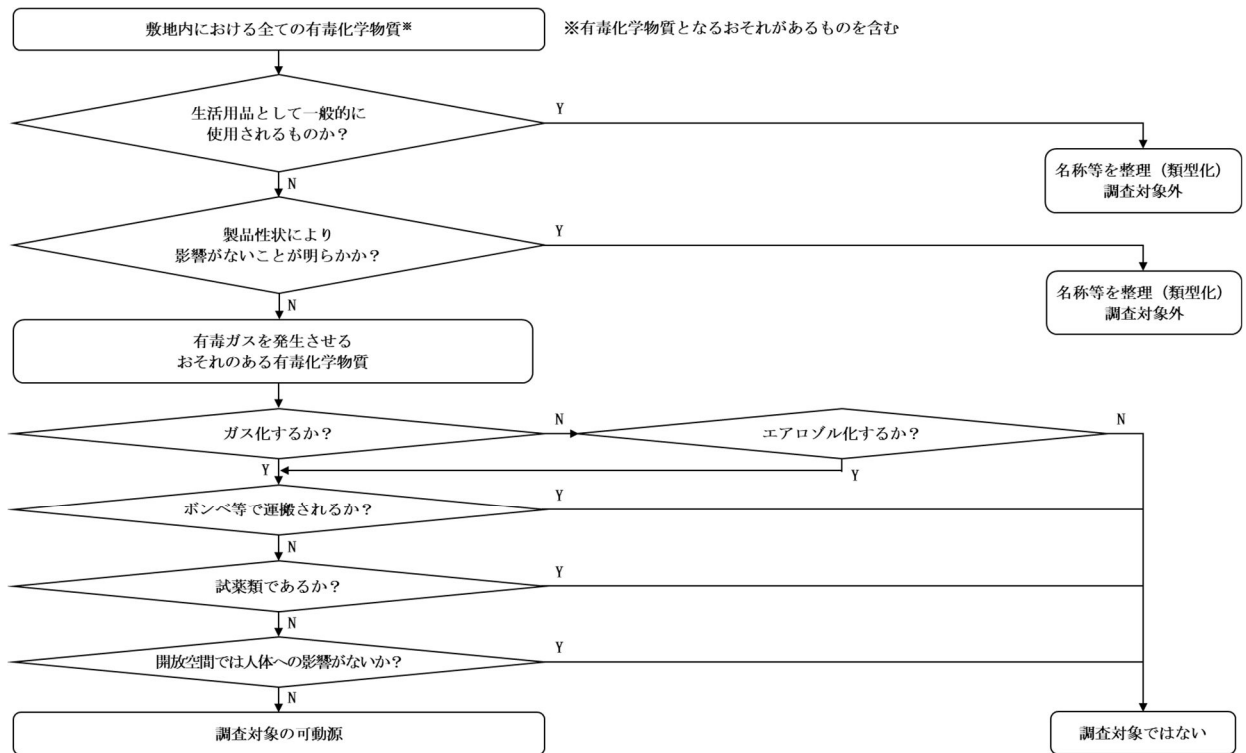 敷地内における全ての有毒化学物質※
※有毒化学物質となるおそれがあるものを含む
生活用品として一般的に
使用されるものか？
Y
N
名称等を整理（類型化）
調査対象外
製品性状により
影響がないことが明らかか？
Y
N
名称等を整理（類型化）
調査対象外
有毒ガスを発生させる
おそれのある有毒化学物質
ガス化するか？
N
エアロゾル化するか？
N
Y
Y
ボンベ等で運搬されるか？
Y
N
試薬類であるか？
Y
N
開放空間では人体への影響がないか？
Y
N
調査対象の可動源
調査対象ではない